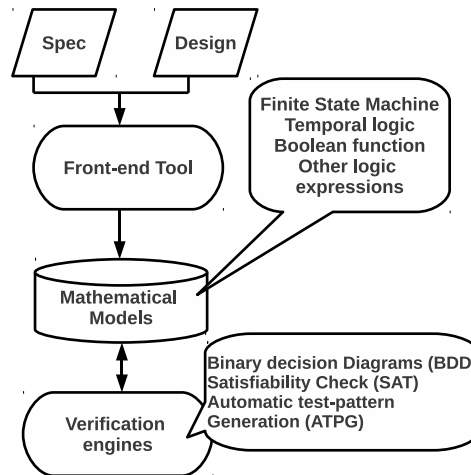 Spec
Design
Front-end Tool
Finite State Machine
Temporal logic
Boolean function
Other logic
expressions
Mathematical
Models
Binary decision Diagrams (BDD
Satisfiability Check (SAT)
Automatic test-pattern
Generation (ATPG)
Verification
engines